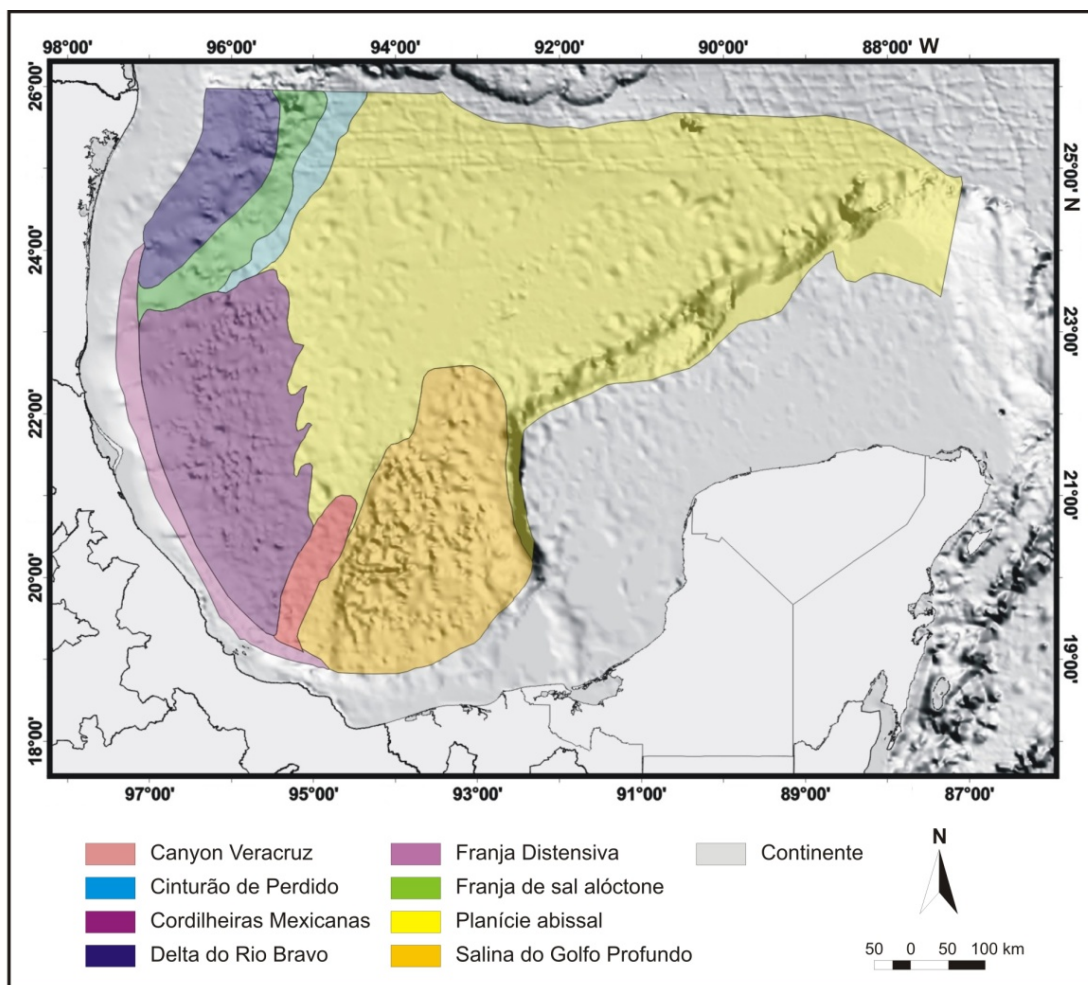 98°00' 96°00' 94°00' 92°00' 90°00' 88°00' W
26°00'
25°00' N
24°00'
23°00'
22°00'
21°00'
20°00'
19°00'
18°00'
97°00' 95°00' 93°00' 91°00' 89°00' 87°00'
Canyon Veracruz
Cinturão de Perdido
Cordilheiras Mexicanas
Delta do Rio Bravo
Franja Distensiva
Franja de sal alóctone
Planície abissal
Salina do Golfo Profundo
Continente
N
50 0 50 100 km